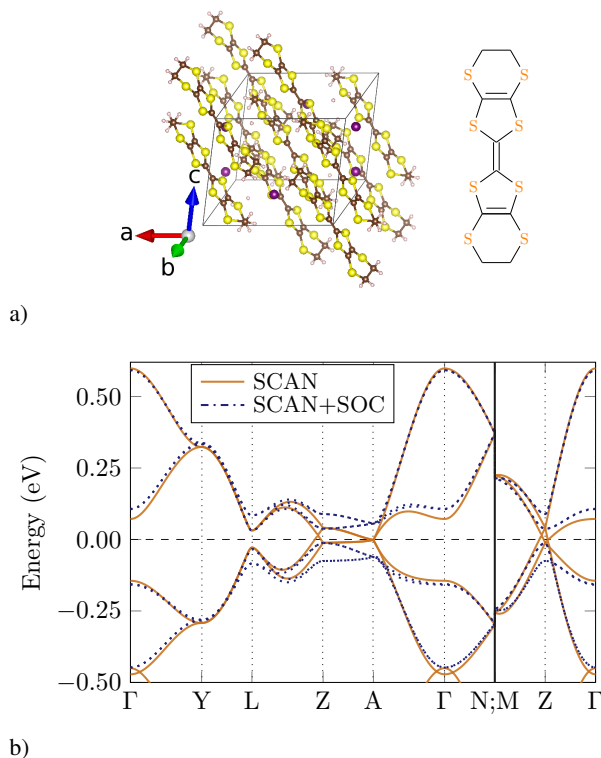 c
a
b
S S
S S
S S
S S
a)
SCAN
SCAN+SOC
Energy (eV)
0.50
0.25
0.00
−0.25
−0.50
Γ Y L Z A Γ N;M Z Γ
b)